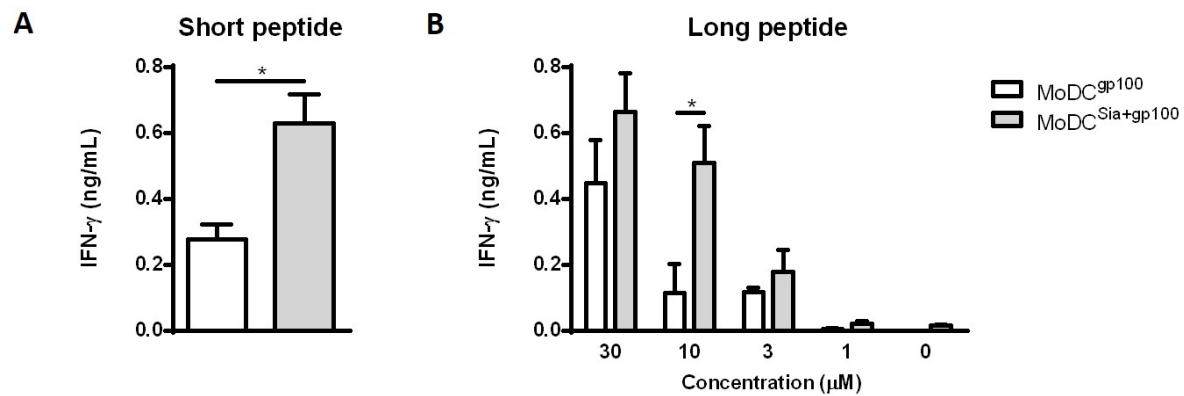 A
Short peptide
IFN-γ (ng/mL)
0.8
0.6
0.4
0.2
0.0
*
B
Long peptide
IFN-γ (ng/mL)
0.8
0.6
0.4
0.2
0.0
*
30 10 3 1 0
Concentration (μM)
MoDC^gp100
MoDC^Sia+gp100